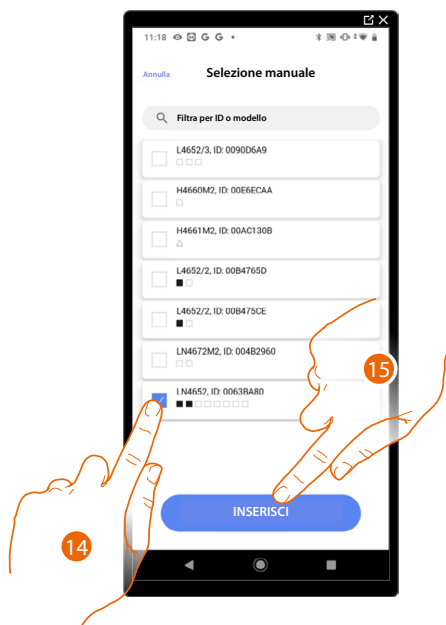 11:18 G G
Annulla Selezione manuale
Filtra per ID o modello
L4652/3, ID: 0090D6A9
H4660M2, ID: 00E6ECAA
H4661M2, ID: 00AC130B
L4652/2, ID: 00B4765D
L4652/2, ID: 00B475CE
LN4672M2, ID: 004B2960
15
LN4652, ID: 0063BA80
INSERISCI
14